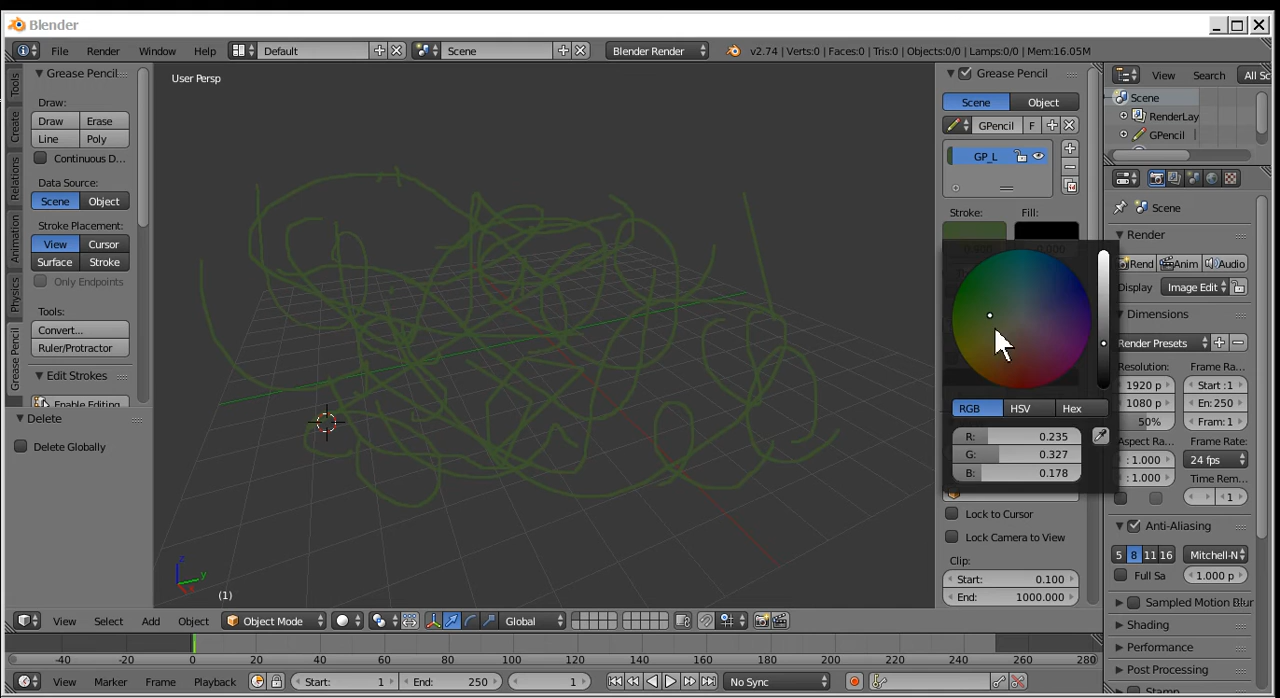 Blender
File Render Window Help Default Scene Blender Render v2.74 | Verts:0 | Faces:0 | Tris:0 | Objects:0/0 | Lamps:0/0 | Mem:16.05M
Tools
Create
Relations
Animation
Physics
Grease Pencil
Grease Pencil
Draw:
Draw Erase
Line Poly
Continuous D...
Data Source:
Scene Object
Stroke Placement:
View Cursor
Surface Stroke
Only Endpoints
Tools:
Convert...
Ruler/Protractor
Edit Strokes
Enable Editing
Delete
Delete Globally
User Persp
z
y
(1)
Grease Pencil
Scene Object
GPencil F
GP_L
Stroke: Fill:
RGB HSV Hex
R: 0.235
G: 0.327
B: 0.178
Lock to Cursor
Lock Camera to View
Clip:
Start: 0.100
End: 1000.000
View Search All Sc
Scene
RenderLay
GPencil
Scene
Render
Rend Anim Audio
Display Image Edit
Dimensions
Render Presets
Resolution: Frame Ra...
1920 p Start :1
1080 p En: 250
50% Fram: 1
Aspect Ra... Frame Rate:
: 1.000 24 fps
: 1.000 Time Rem...
1
Anti-Aliasing
5 8 11 16 Mitchell-N
Full Sa 1.000 p
Sampled Motion Blur
Shading
Performance
Post Processing
Stamp
View Select Add Object Object Mode Global
-40 -20 0 20 40 60 80 100 120 140 160 180 200 220 240 260 280
View Marker Frame Playback Start: 1 End: 250 1 No Sync